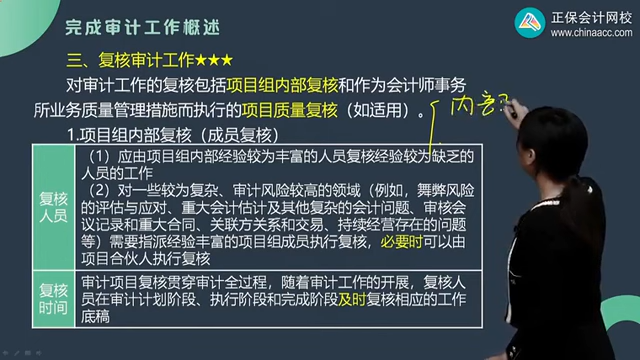 完成审计工作概述
正保会计网校
www.chinaacc.com
三、复核审计工作★★★
对审计工作的复核包括项目组内部复核和作为会计师事务
所业务质量管理措施而执行的项目质量复核（如适用）。
内
1.项目组内部复核（成员复核）
复核
人员
（1）应由项目组内部经验较为丰富的人员复核经验较为缺乏的
人员的工作
（2）对一些较为复杂、审计风险较高的领域（例如，舞弊风险
的评估与应对、重大会计估计及其他复杂的会计问题、审核会
议记录和重大合同、关联方关系和交易、持续经营存在的问题
等）需要指派经验丰富的项目组成员执行复核，必要时可以由
项目合伙人执行复核
复核
时间
审计项目复核贯穿审计全过程，随着审计工作的开展，复核人
员在审计计划阶段、执行阶段和完成阶段及时复核相应的工作
底稿